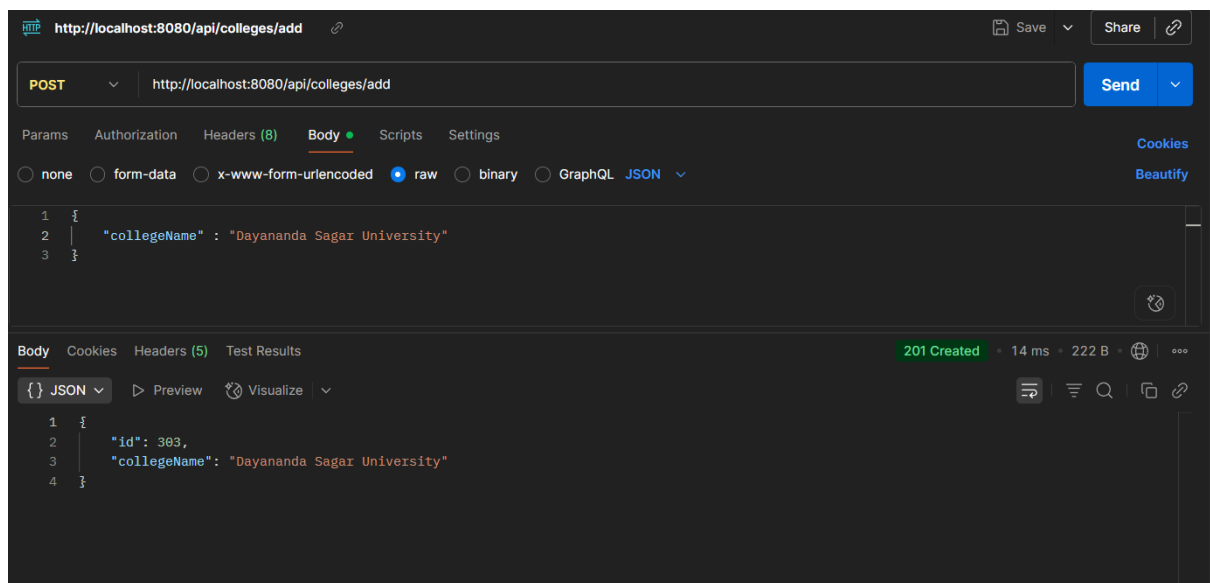 HTTP http://localhost:8080/api/colleges/add Save Share
POST http://localhost:8080/api/colleges/add Send
Params Authorization Headers (8) Body Scripts Settings Cookies
none form-data x-www-form-urlencoded raw binary GraphQL JSON Beautify
1 {
2 "collegeName" : "Dayananda Sagar University"
3 }
Body Cookies Headers (5) Test Results 201 Created 14 ms 222 B
{} JSON Preview Visualize
1 {
2 "id": 303,
3 "collegeName": "Dayananda Sagar University"
4 }